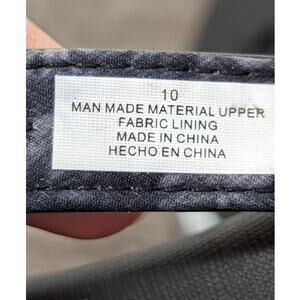 10
MAN MADE MATERIAL UPPER
FABRIC LINING
MADE IN CHINA
HECHO EN CHINA